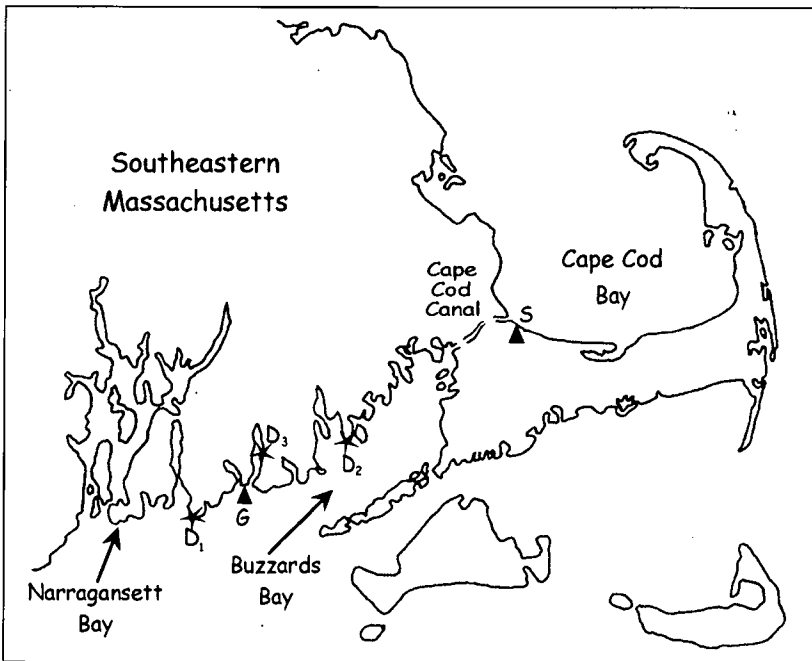 Southeastern
Massachusetts
Cape
Cod
Canal
Cape Cod
Bay
S
D₃
D₂
G
D₁
Buzzards
Bay
Narragansett
Bay